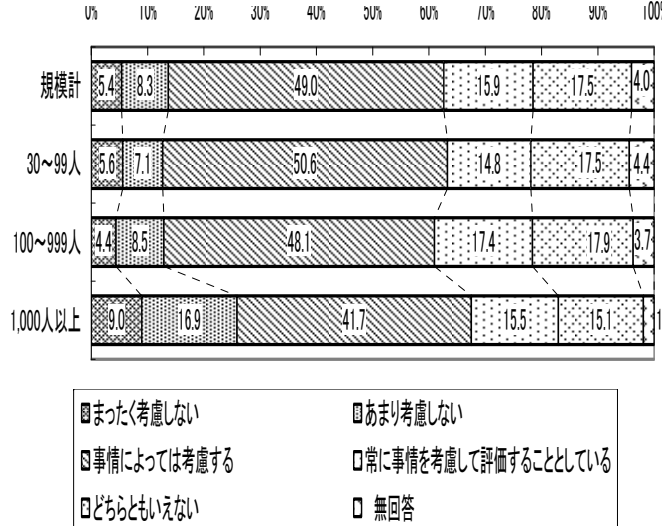 0% 10% 20% 30% 40% 50% 60% 70% 80% 90% 100%
規模計 5.4 8.3 49.0 15.9 17.5 4.0
30～99人 5.6 7.1 50.6 14.8 17.5 4.4
100～999人 4.4 8.5 48.1 17.4 17.9 3.7
1,000人以上 9.0 16.9 41.7 15.5 15.1
まったく考慮しない あまり考慮しない
事情によっては考慮する 常に事情を考慮して評価することとしている
どちらともいえない 無回答